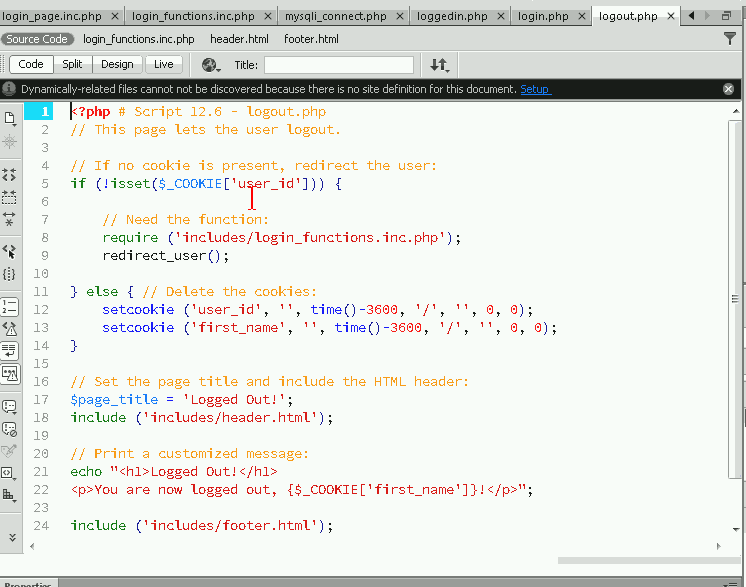 login_page.inc.php × login_functions.inc.php × mysqli_connect.php × loggedin.php × login.php × logout.php ×
Source Code login_functions.inc.php header.html footer.html
Code Split Design Live Title:
Dynamically-related files cannot be discovered because there is no site definition for this document. Setup
1 <?php # Script 12.6 - logout.php
2 // This page lets the user logout.
3
4 // If no cookie is present, redirect the user:
5 if (!isset($_COOKIE['user_id'])) {
6
7 // Need the function:
8 require ('includes/login_functions.inc.php');
9 redirect_user();
10
11 } else { // Delete the cookies:
12 setcookie ('user_id', '', time()-3600, '/', '', 0, 0);
13 setcookie ('first_name', '', time()-3600, '/', '', 0, 0);
14 }
15
16 // Set the page title and include the HTML header:
17 $page_title = 'Logged Out!';
18 include ('includes/header.html');
19
20 // Print a customized message:
21 echo "<h1>Logged Out!</h1>
22 <p>You are now logged out, {$_COOKIE['first_name']}!</p>";
23
24 include ('includes/footer.html');
Properties